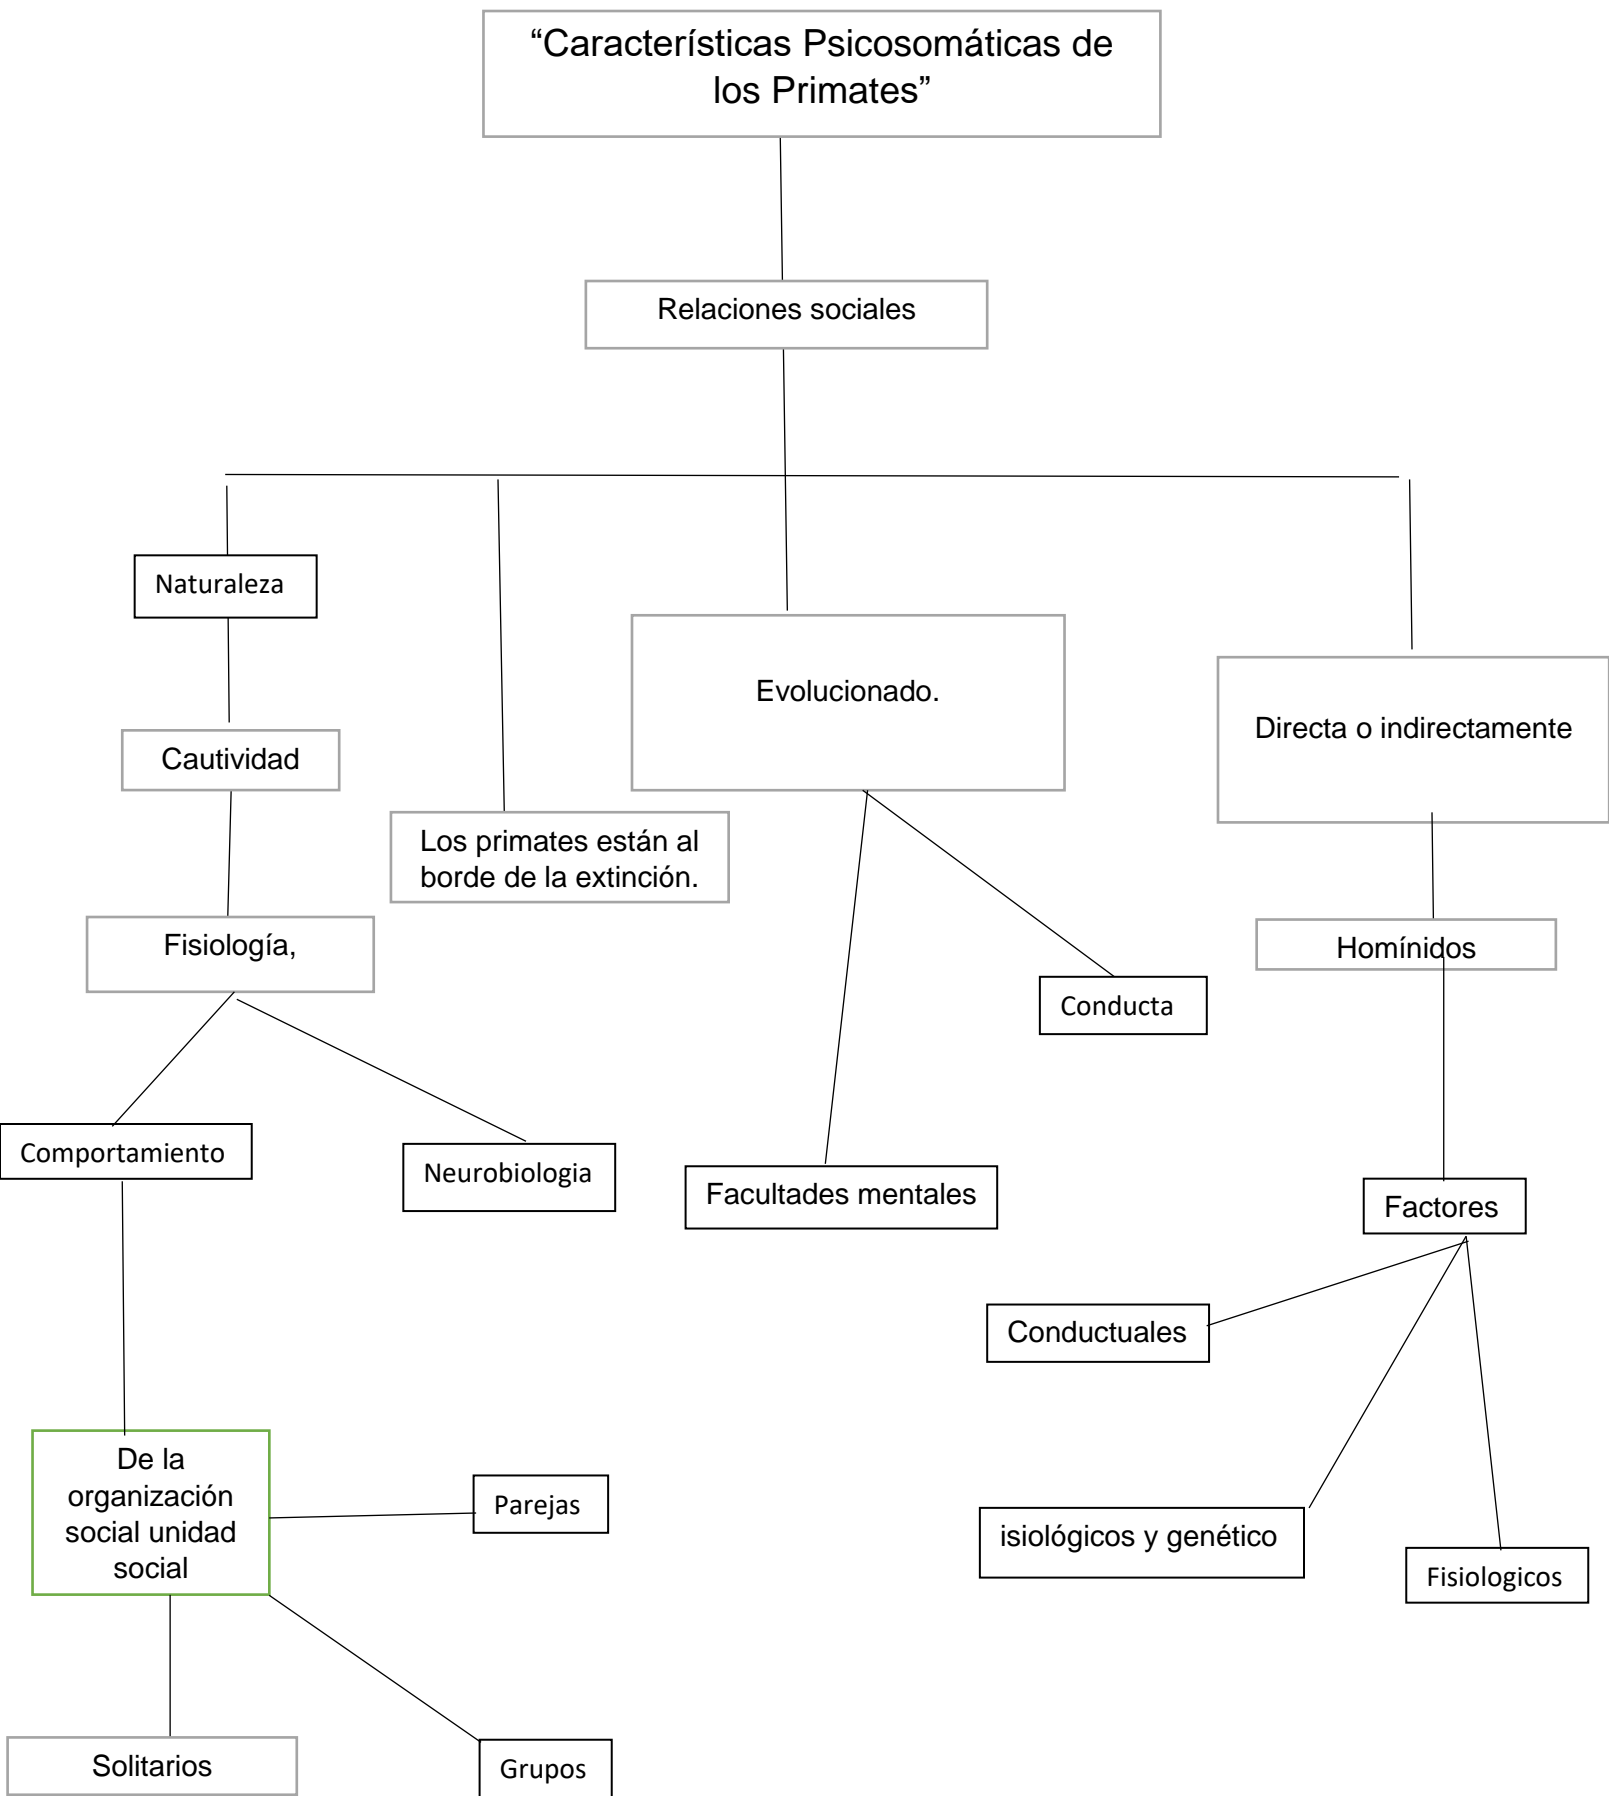 “Características Psicosomáticas de
los Primates”
Relaciones sociales
Naturaleza
Evolucionado.
Directa o indirectamente
Cautividad
Los primates están al
borde de la extinción.
Fisiología,
Homínidos
Conducta
Comportamiento
Neurobiologia
Facultades mentales
Factores
Conductuales
De la
organización
social unidad
social
Parejas
isiológicos y genético
Fisiologicos
Solitarios
Grupos